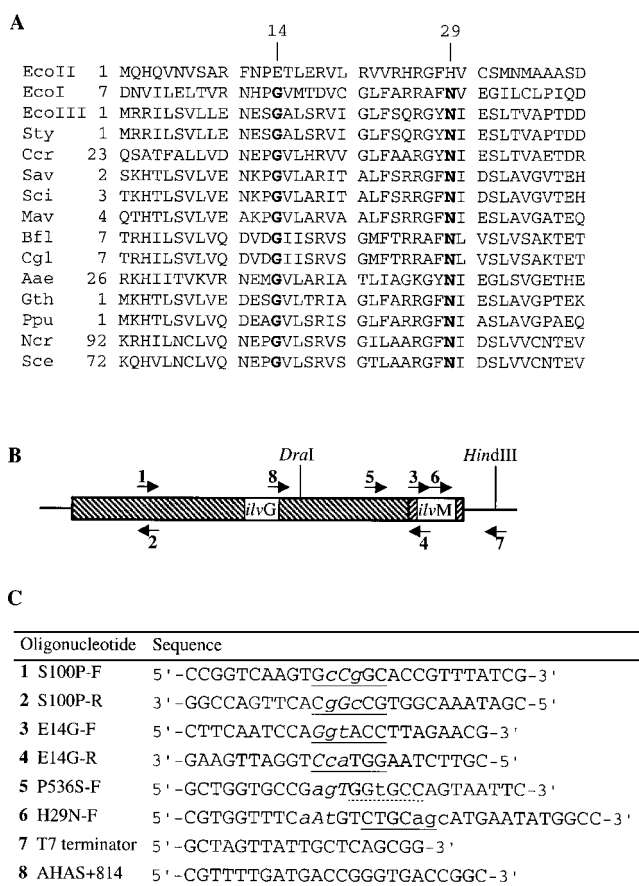 A
14 29
EcoII 1 MQHQVNVSAR FNPETLERVL RVVRHRGFHV CSMNMAAASD
EcoI 7 DNVILELTVR NHPGVMTDVC GLFARRAFNV EGILCLPIQD
EcoIII 1 MRRILSVLLE NESGALSRVI GLFSQRGYNI ESLTVAPTDD
Sty 1 MRRILSVLLE NESGALSRVI GLFSQRGYNI ESLTVAPTDD
Ccr 23 QSATFALLVD NEPGVLHRVV GLFAARGYNI ESLTVAETDR
Sav 2 SKHTLSVLVE NKPGVLARIT ALFSRRGFNI DSLAVGVTEH
Sci 3 TKHTLSVLVE NKPGVLARIT ALFSRRGFNI DSLAVGVTEH
Mav 4 QTHTLSVLVE AKPGVLARVA ALFSRRGFNI ESLAVGATEQ
Bfl 7 TRHILSVLVQ DVDGIISRVS GMFTRRAFNL VSLVSAKTET
Cgl 7 TRHILSVLVQ DVDGIISRVS GMFTRRAFNL VSLVSAKTET
Aae 26 RKHIITVKVR NEMGVLARIA TLIAGKGYNI EGLSVGETHE
Gth 1 MKHTLSVLVE DESGVLTRIA GLFARRGFNI ESLAVGPTEK
Ppu 1 MKHTLSVLVQ DEAGVLSRIS GLFARRGFNI ASLAVGPAEQ
Ncr 92 KRHILNCLVQ NEPGVLSRVS GILAARGFNI DSLVVCNTEV
Sce 72 KQHVLNCLVQ NEPGVLSRVS GTLAARGFNI DSLVVCNTEV
B
1 8 DraI 5 3 6 HindIII
ilvG ilvM
2 4 7
C
Oligonucleotide Sequence
1 S100P-F 5'-CCGGTCAAGTGcCgGCACCGTTTATCG-3'
2 S100P-R 3'-GGCCAGTTCACgGcCGTGGCAAATAGC-5'
3 E14G-F 5'-CTTCAATCCAGgtACCTTAGAACG-3'
4 E14G-R 3'-GAAGTTAGGTCcaTGGAATCTTGC-5'
5 P536S-F 5'-GCTGGTGCCGagTGGtGCCAGTAATTC-3'
6 H29N-F 5'-CGTGGTTTCaAtGTCTGCagcATGAATATGGCC-3'
7 T7 terminator 5'-GCTAGTTATTGCTCAGCGG-3'
8 AHAS+814 5'-CGTTTTGATGACCGGGTGACCGGC-3'